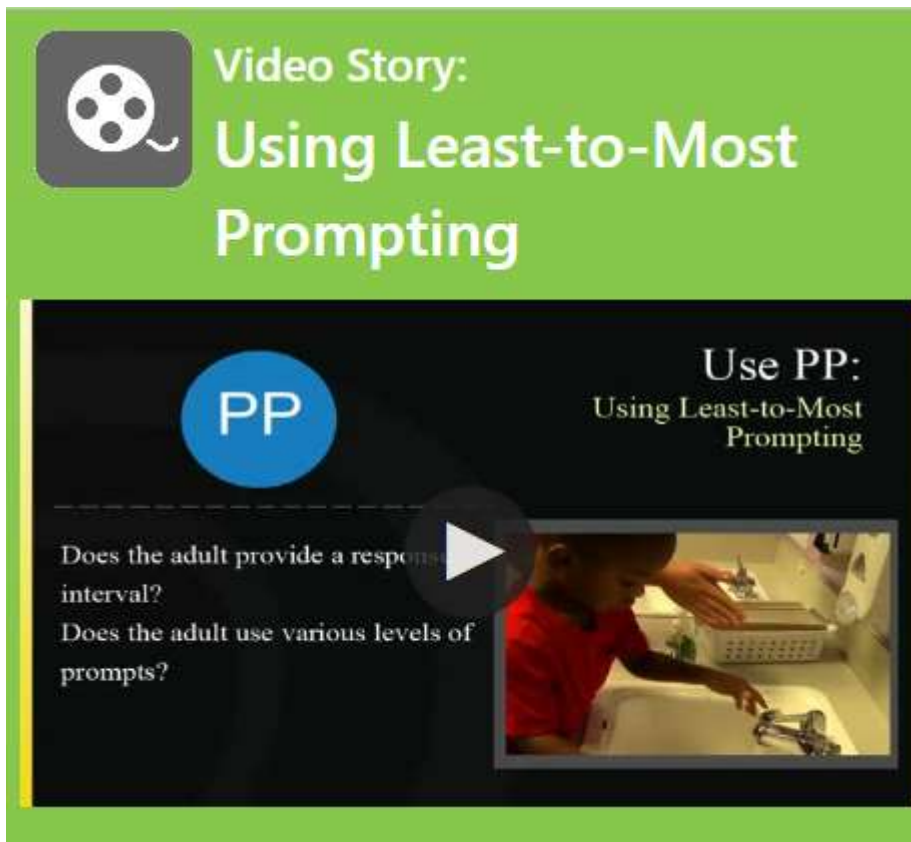 Video Story:
Using Least-to-Most
Prompting
PP
Use PP:
Using Least-to-Most
Prompting
Does the adult provide a response
interval?
Does the adult use various levels of
prompts?